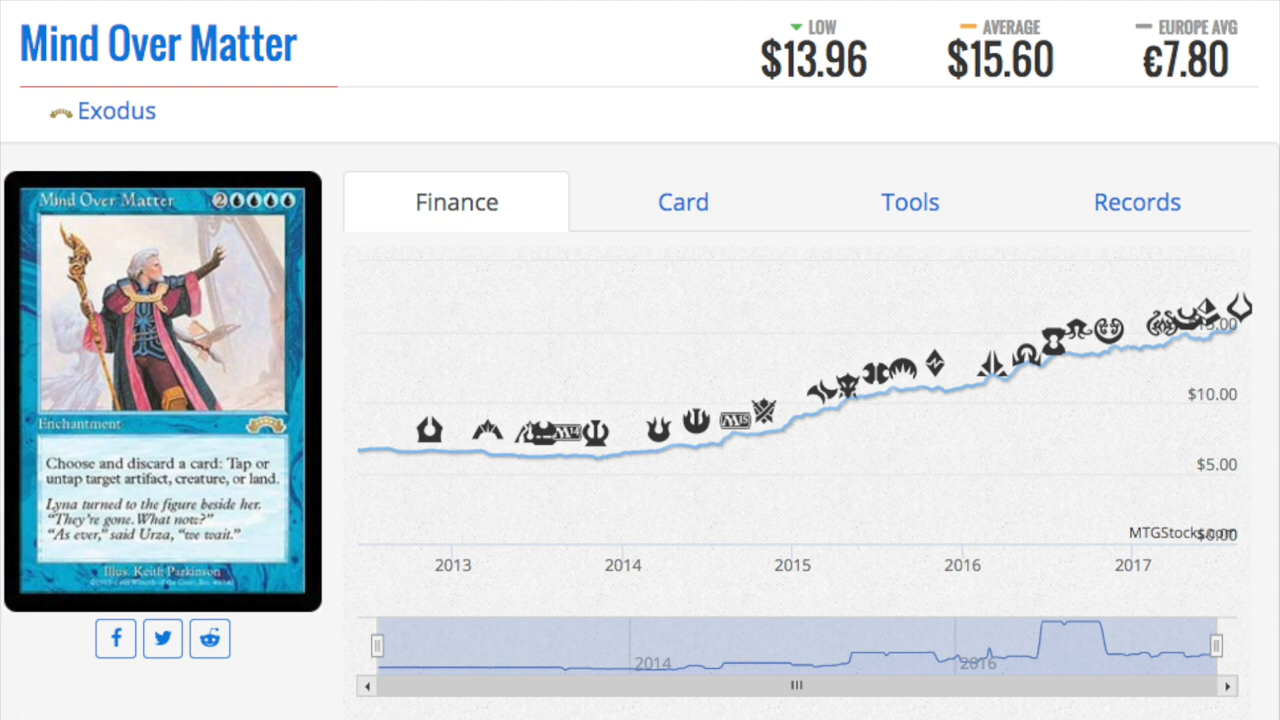 Mind Over Matter
LOW
$13.96
AVERAGE
$15.60
EUROPE AVG
€7.80
Exodus
Mind Over Matter 2
Enchantment
Choose and discard a card: Tap or
untap target artifact, creature, or land.
Lyna turned to the figure beside her.
"They're gone. What now?"
"As ever," said Urza, "we wait."
Illus. Keith Parkinson
Finance
Card
Tools
Records
M14
M15
$15.00
$10.00
$5.00
MTGStocks.com
$0.00
2013
2014
2015
2016
2017
2014
2016